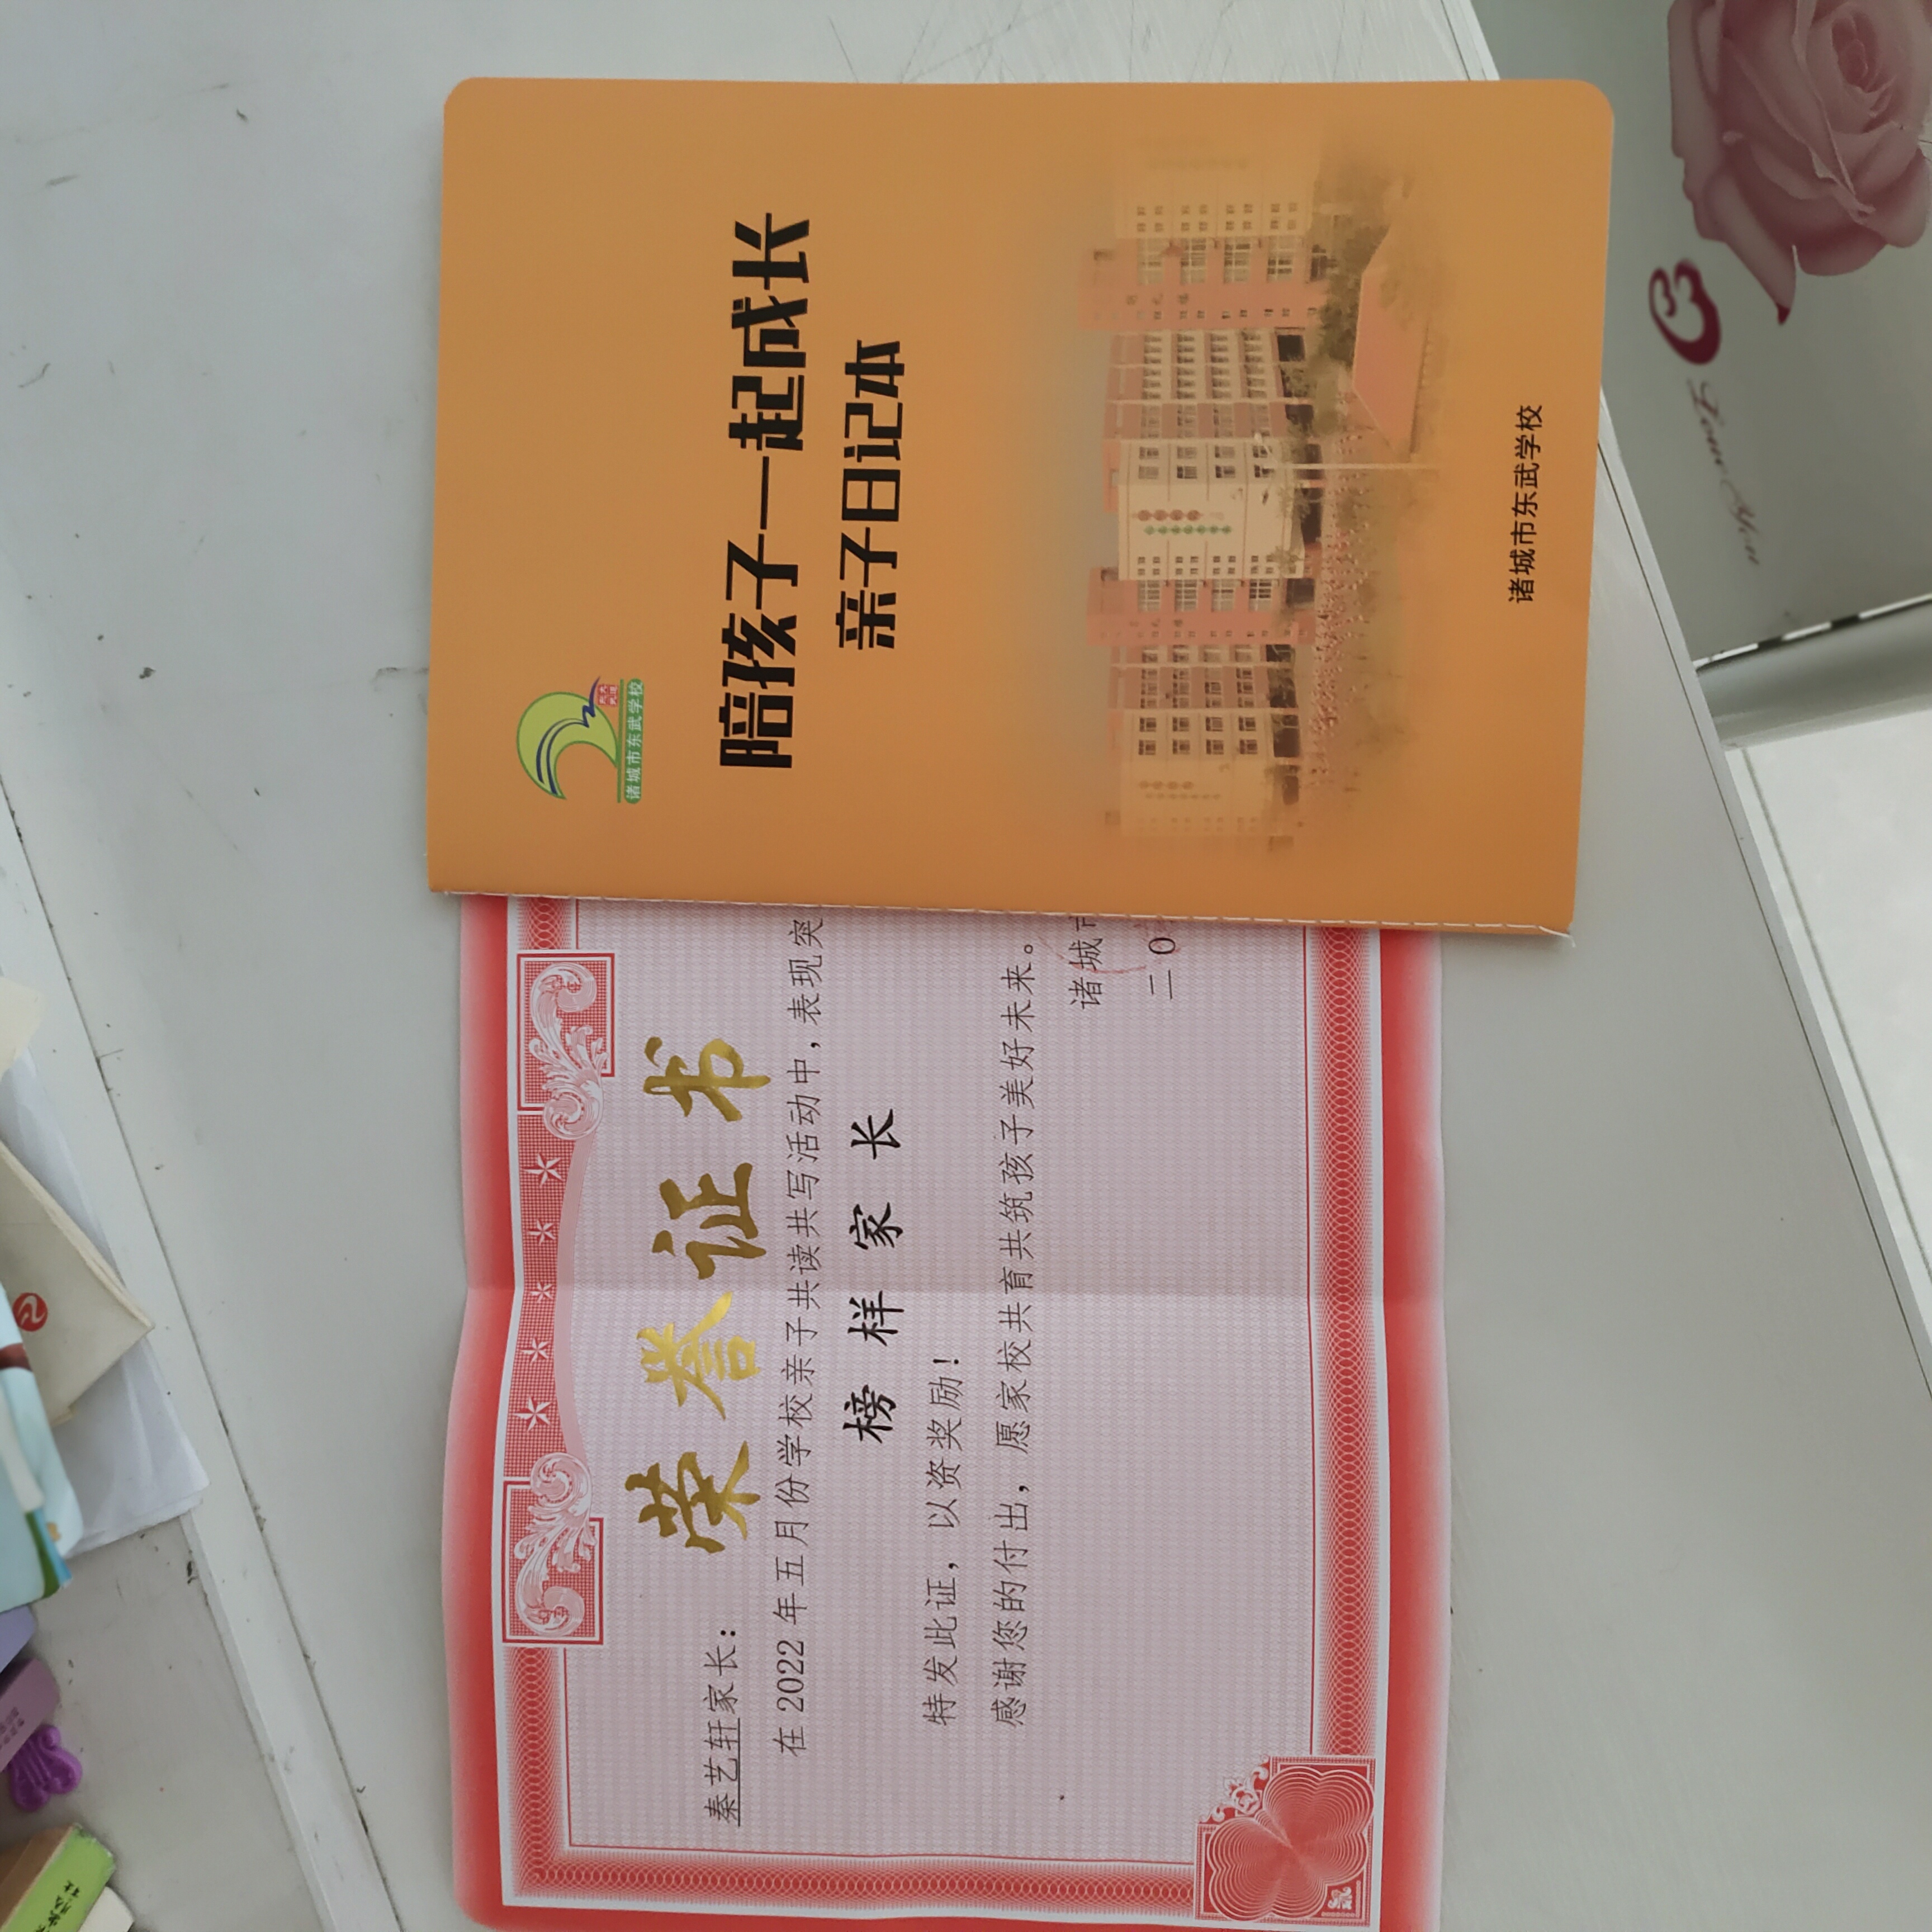 荣誉证书
秦艺轩家长：
在2022年五月份学校亲子共读共写活动中，表现突
榜样家长
特发此证，以资奖励！
感谢您的付出，愿家校共育共筑孩子美好未来。
诸城市
二0
诸城市东武学校
陪孩子一起成长
亲子日记本
诸城市东武学校